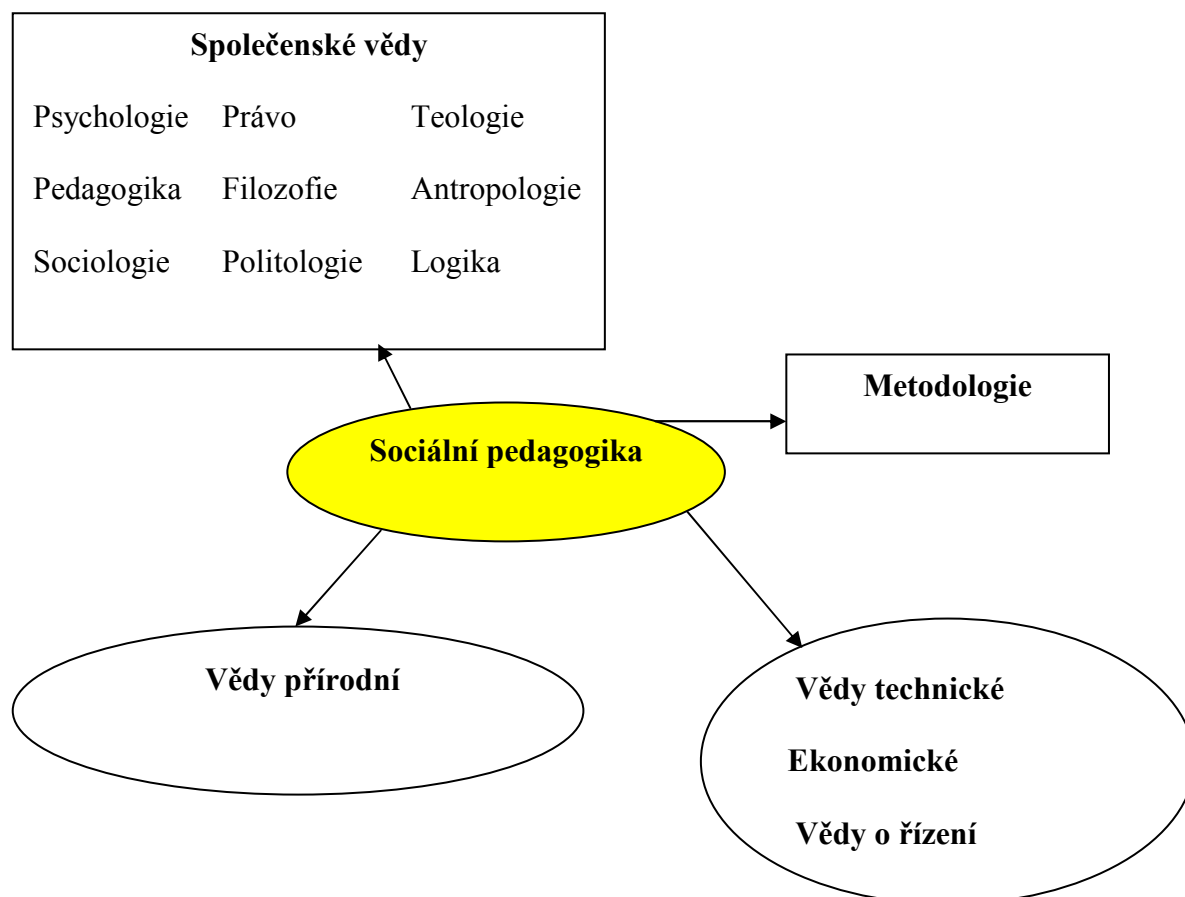 Společenské vědy
Psychologie Právo Teologie
Pedagogika Filozofie Antropologie
Sociologie Politologie Logika
Metodologie
Sociální pedagogika
Vědy přírodní
Vědy technické
Ekonomické
Vědy o řízení